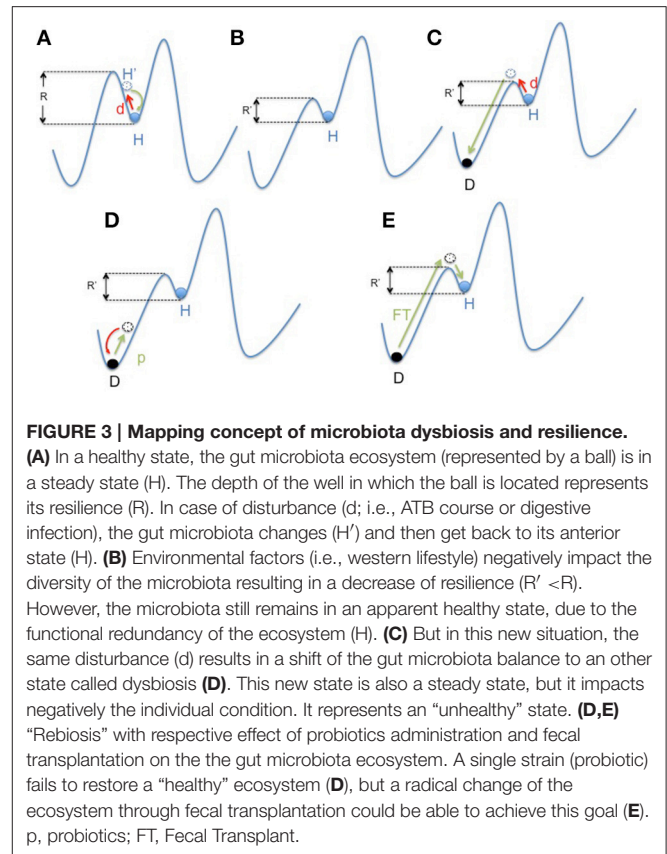 A
B
C
H'
R
d
H
R'
H
R'
d
H
D
D
E
R'
H
p
D
R'
H
FT
D
FIGURE 3 | Mapping concept of microbiota dysbiosis and resilience.
(A) In a healthy state, the gut microbiota ecosystem (represented by a ball) is in
a steady state (H). The depth of the well in which the ball is located represents
its resilience (R). In case of disturbance (d; i.e., ATB course or digestive
infection), the gut microbiota changes (H′) and then get back to its anterior
state (H). (B) Environmental factors (i.e., western lifestyle) negatively impact the
diversity of the microbiota resulting in a decrease of resilience (R′ <R).
However, the microbiota still remains in an apparent healthy state, due to the
functional redundancy of the ecosystem (H). (C) But in this new situation, the
same disturbance (d) results in a shift of the gut microbiota balance to an other
state called dysbiosis (D). This new state is also a steady state, but it impacts
negatively the individual condition. It represents an “unhealthy” state. (D,E)
“Rebiosis” with respective effect of probiotics administration and fecal
transplantation on the the gut microbiota ecosystem. A single strain (probiotic)
fails to restore a “healthy” ecosystem (D), but a radical change of the
ecosystem through fecal transplantation could be able to achieve this goal (E).
p, probiotics; FT, Fecal Transplant.